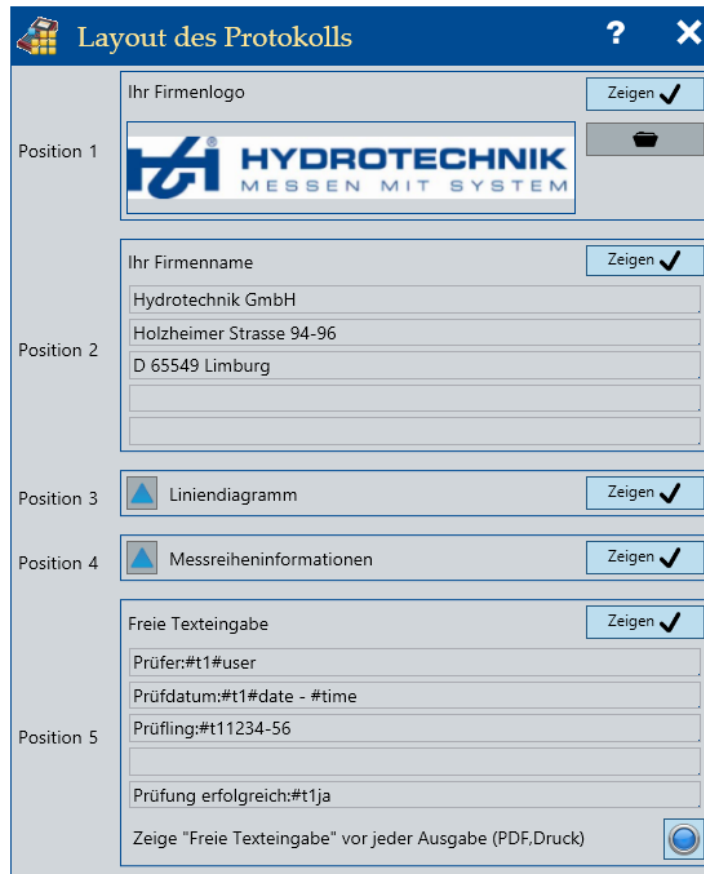 Layout des Protokolls ? ×
Ihr Firmenlogo Zeigen
Position 1
HYDROTECHNIK
MESSEN MIT SYSTEM
Ihr Firmenname Zeigen
Hydrotechnik GmbH
Holzheimer Strasse 94-96
Position 2
D 65549 Limburg
Position 3 Liniendiagramm Zeigen
Position 4 Messreiheninformationen Zeigen
Freie Texteingabe Zeigen
Prüfer:#t1#user
Prüfdatum:#t1#date - #time
Prüfling:#t11234-56
Position 5
Prüfung erfolgreich:#t1ja
Zeige "Freie Texteingabe" vor jeder Ausgabe (PDF,Druck)